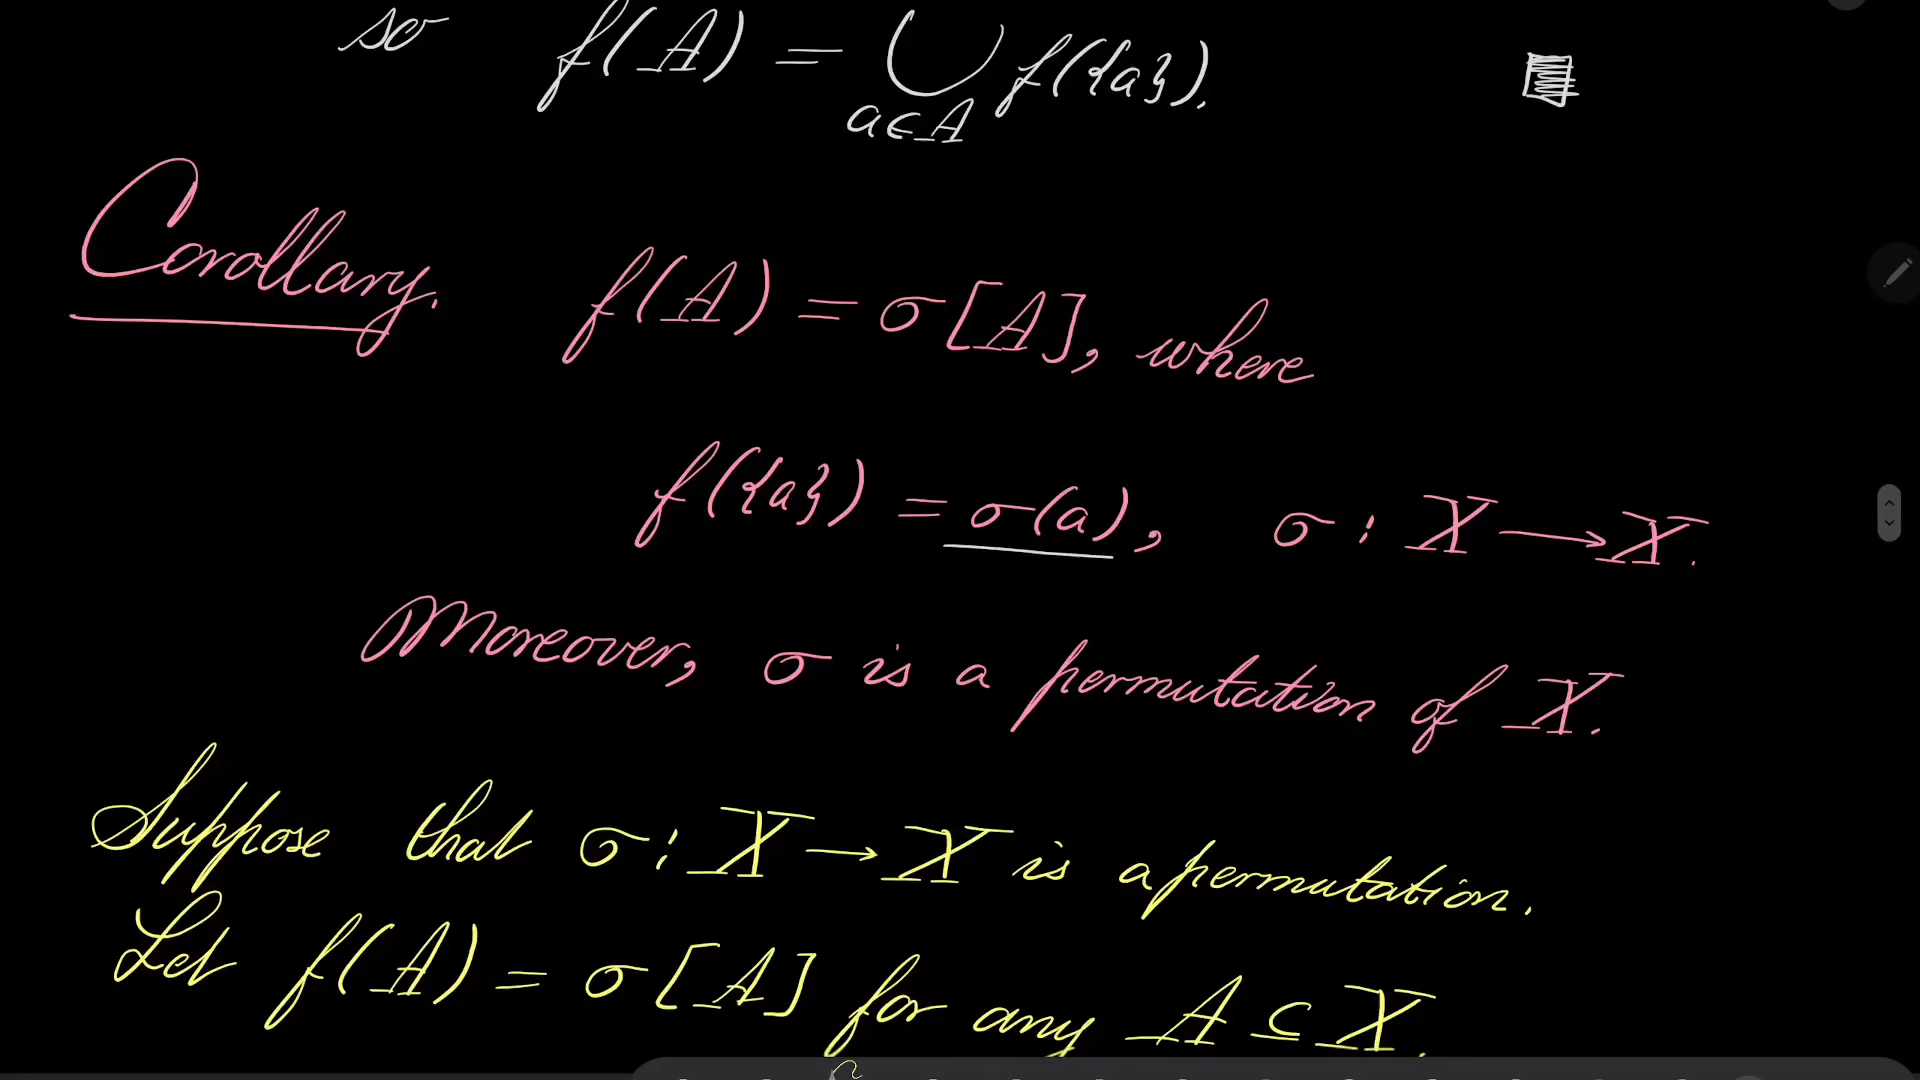 so f(A) = ⋃ f({a}).
a∈A
Corollary. f(A) = σ[A], where
f({a}) = σ(a), σ : X → X.
Moreover, σ is a permutation of X.
Suppose that σ : X → X is a permutation.
Let f(A) = σ[A] for any A ⊆ X.